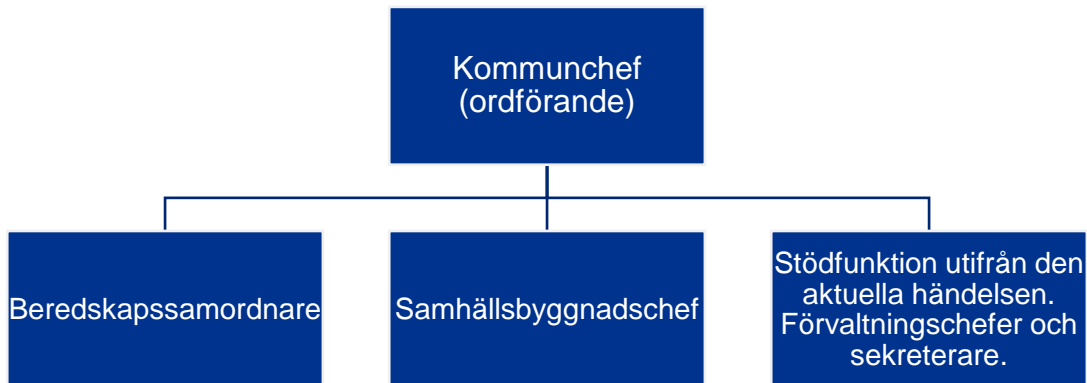 Kommunchef
(ordförande)
Beredskapssamordnare
Samhällsbyggnadschef
Stödfunktion utifrån den
aktuella händelsen.
Förvaltningschefer och
sekreterare.